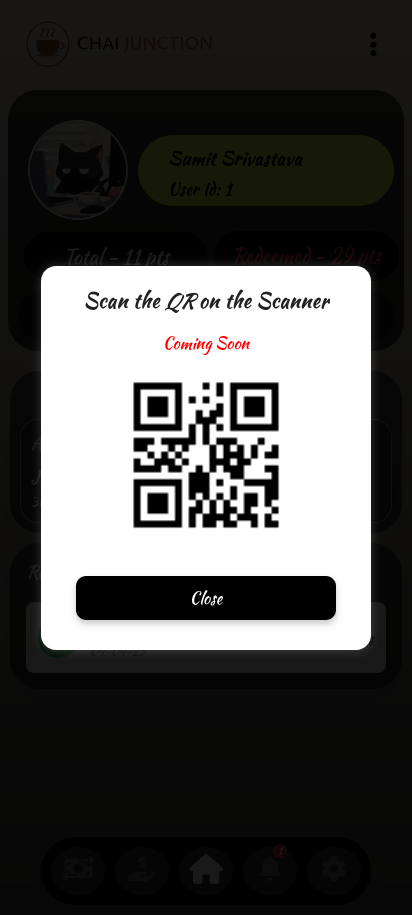 CHAI JUNCTION
Sumit Srivastava
User Id: 1
Total - 11 pts
Redeemed - 29 pts
Scan the QR on the Scanner
Coming Soon
Close